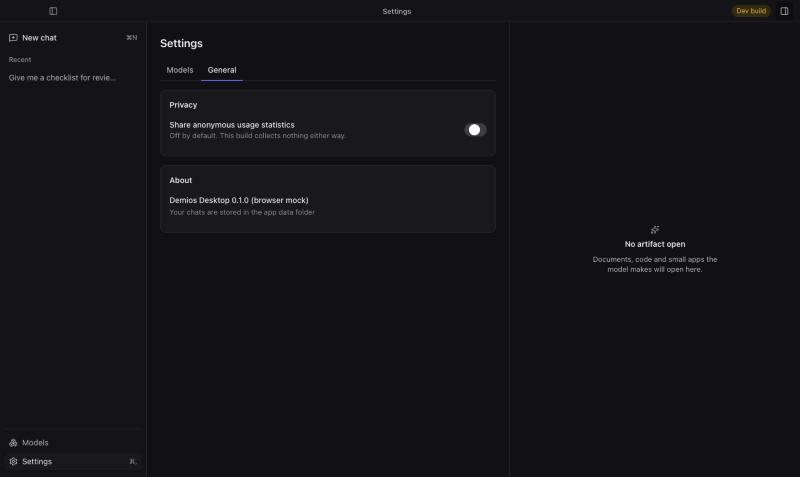 Settings
Dev build
New chat
⌘N
Recent
Give me a checklist for revie...
Settings
Models
General
Privacy
Share anonymous usage statistics
Off by default. This build collects nothing either way.
About
Demios Desktop 0.1.0 (browser mock)
Your chats are stored in the app data folder
No artifact open
Documents, code and small apps the
model makes will open here.
Models
Settings
⌘,